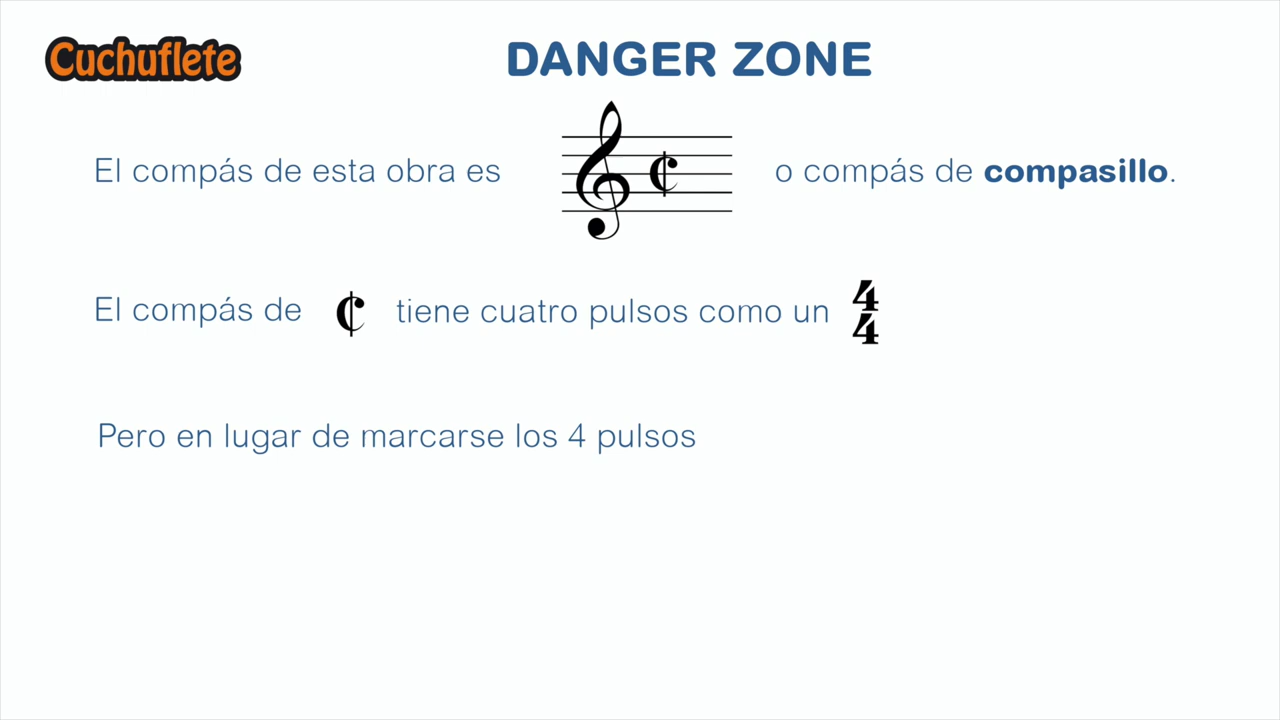 Cuchuflete
DANGER ZONE
El compás de esta obra es 𝄞 𝄵 o compás de compasillo.
El compás de 𝄵 tiene cuatro pulsos como un 4
4
Pero en lugar de marcarse los 4 pulsos